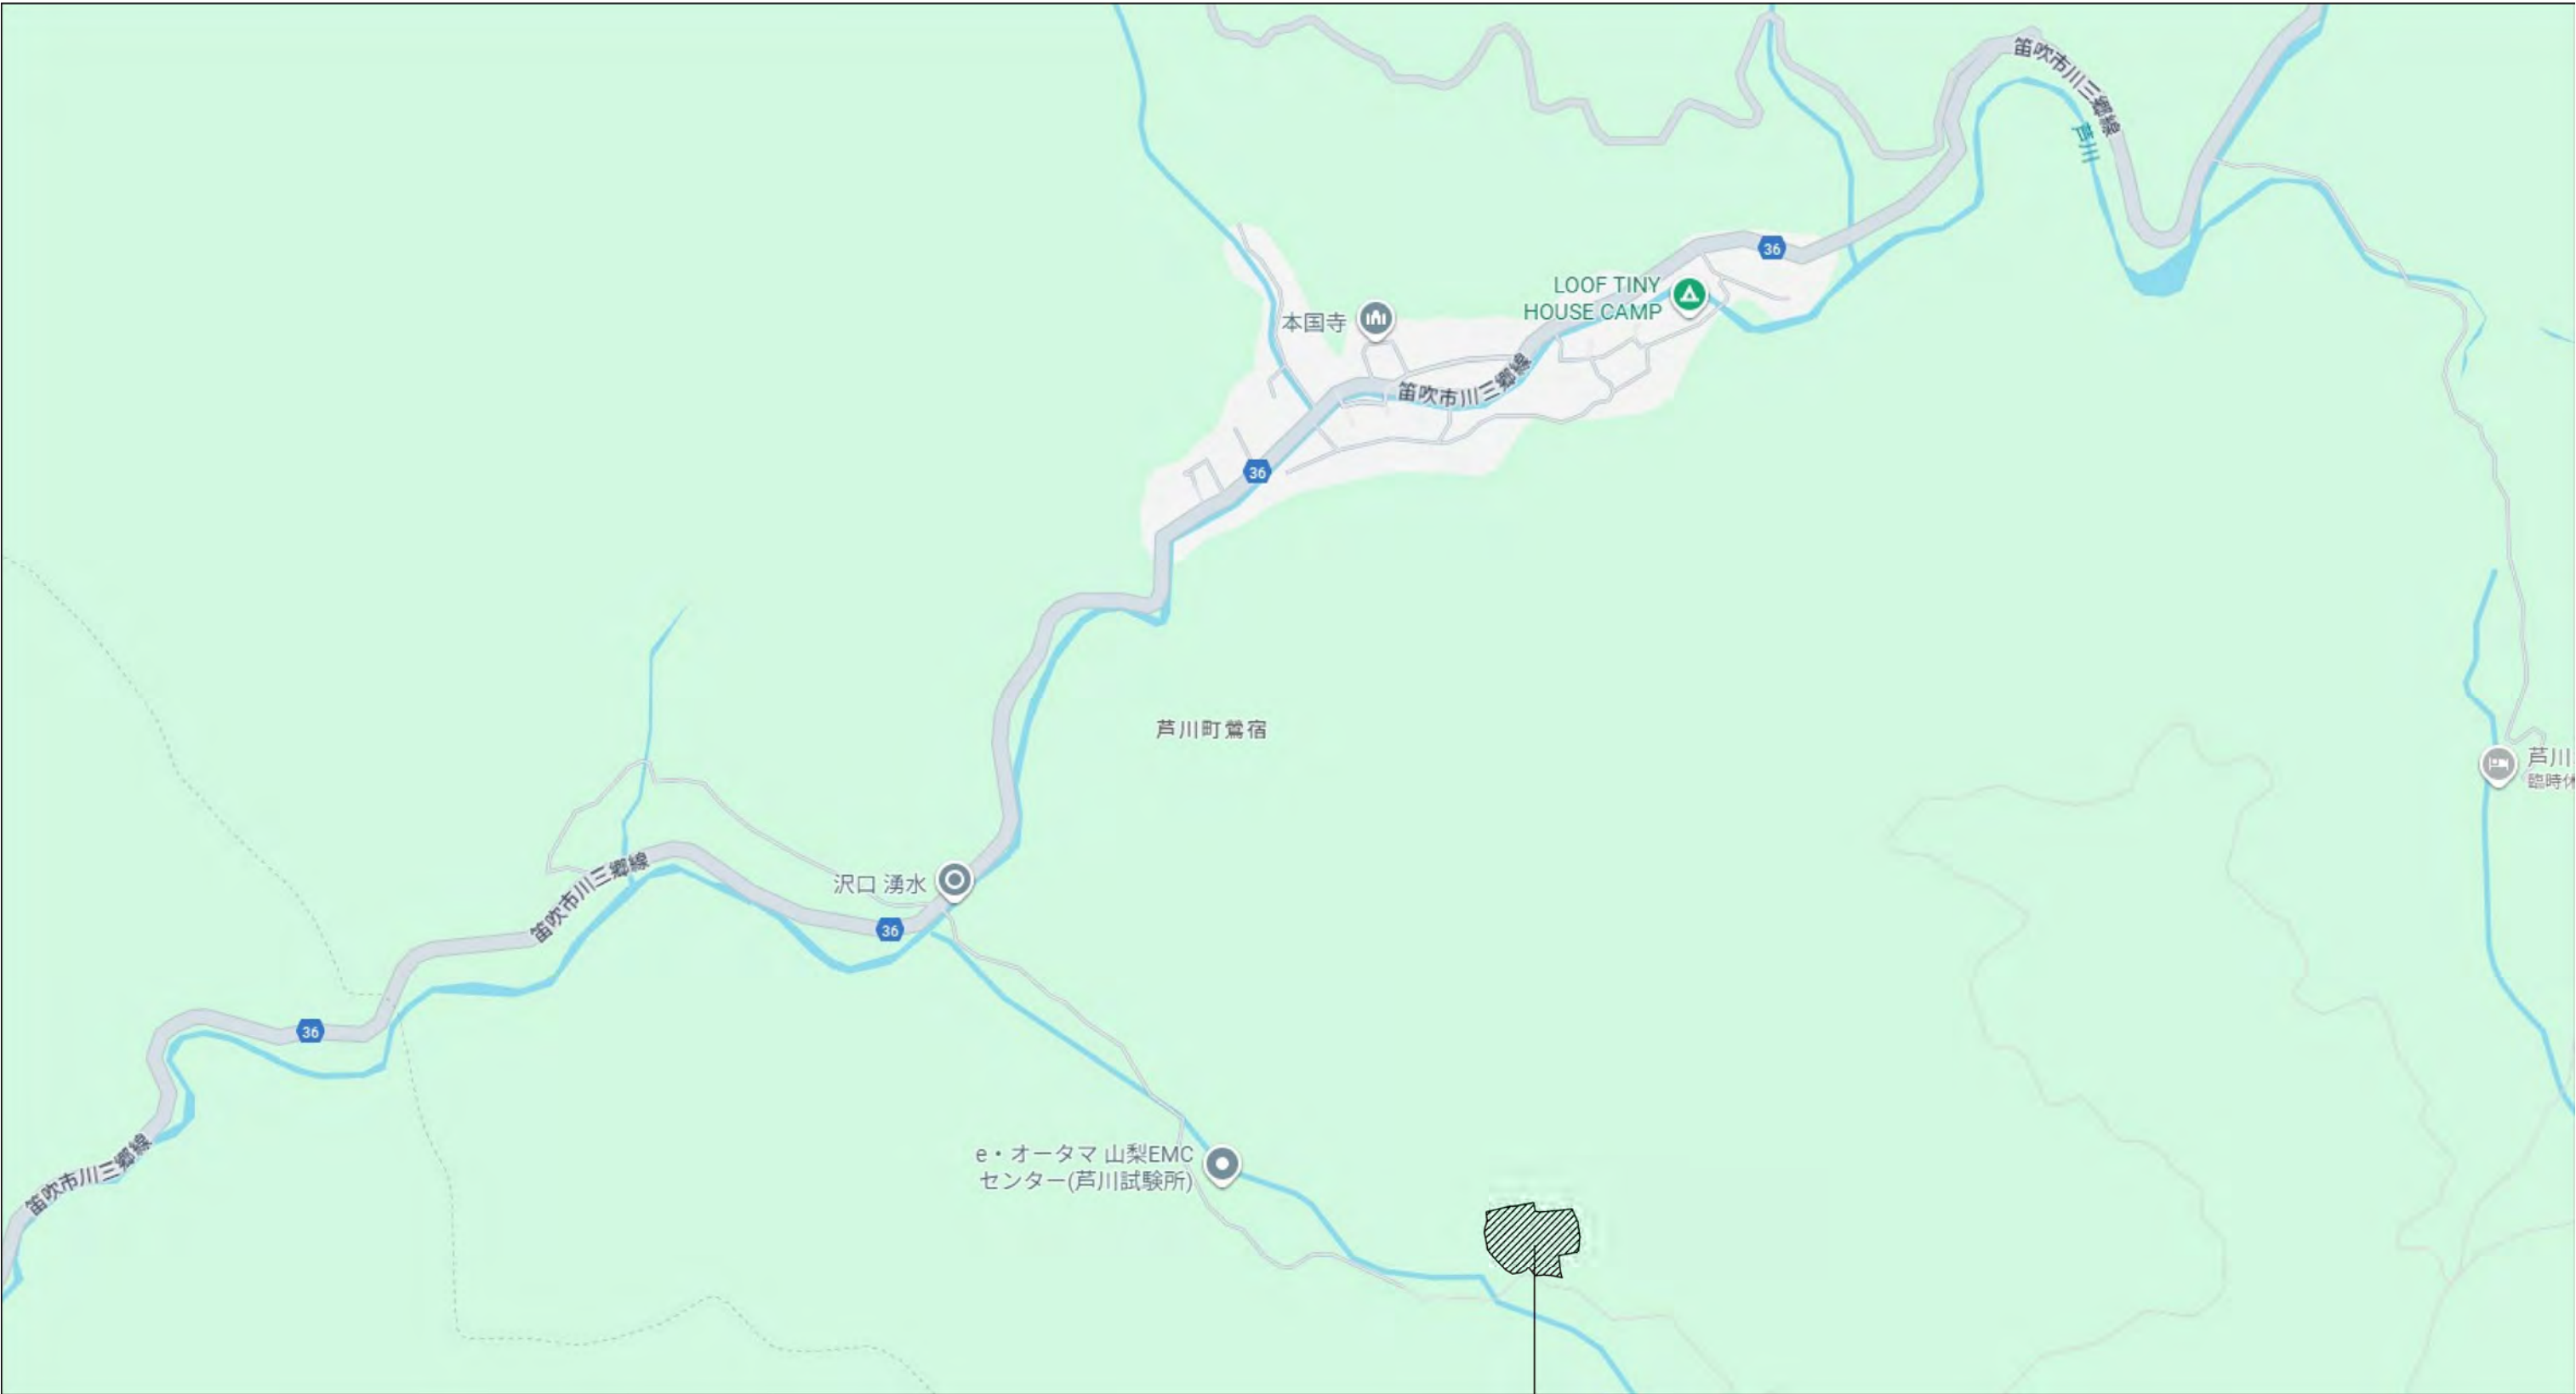 笛吹市川三郷線
芦川
36
LOOF TINY
HOUSE CAMP
本国寺
笛吹市川三郷線
36
芦川町鶯宿
芦川
臨時休
笛吹市川三郷線
沢口 湧水
36
36
笛吹市川三郷線
e・オータマ 山梨EMC
センター(芦川試験所)